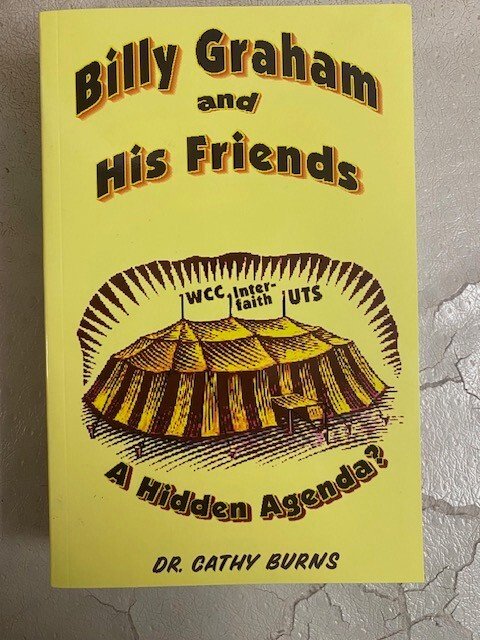 Billy Graham
and
His Friends
WCC Inter-
faith UTS
A Hidden Agenda?
DR. CATHY BURNS